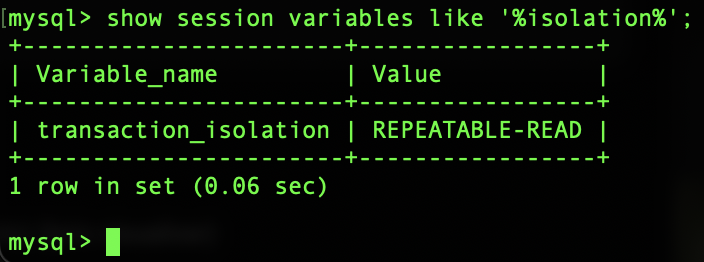 [mysql> show session variables like '%isolation%';
+-----------------------+-----------------+
| Variable_name         | Value           |
+-----------------------+-----------------+
| transaction_isolation | REPEATABLE-READ |
+-----------------------+-----------------+
1 row in set (0.06 sec)
mysql>